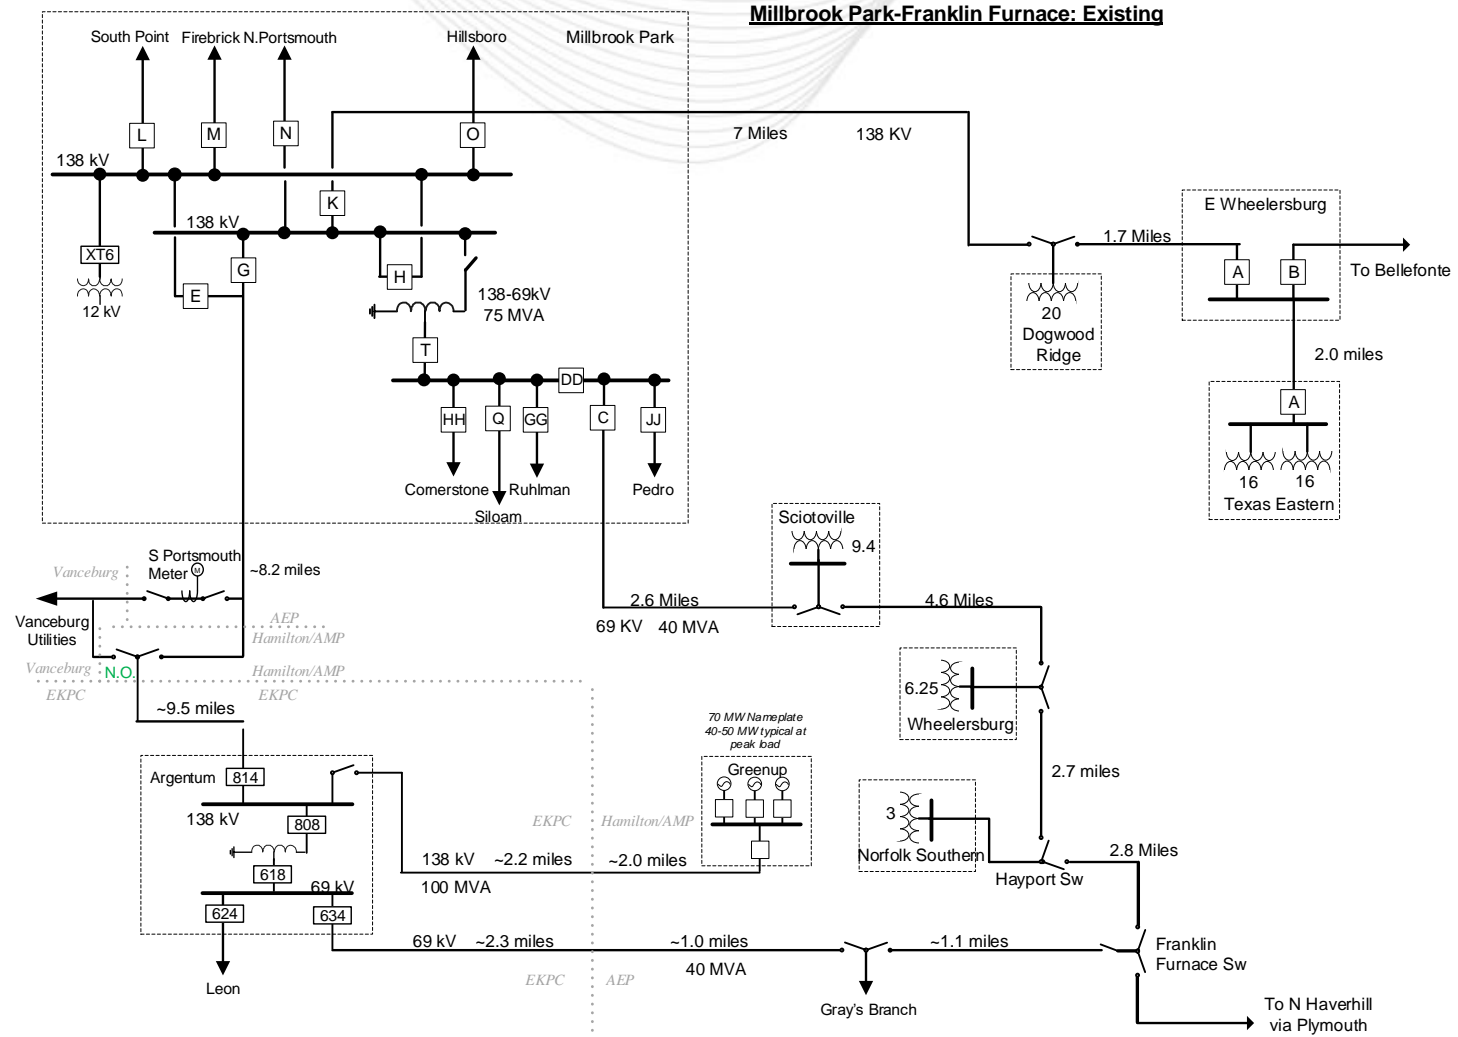 Millbrook Park-Franklin Furnace: Existing
South Point
Firebrick
N.Portsmouth
Hillsboro
Millbrook Park
L
M
N
O
7 Miles
138 KV
138 kV
K
138 kV
E Wheelersburg
XT6
12 kV
G
E
H
138-69kV
75 MVA
T
1.7 Miles
A
B
To Bellefonte
20
Dogwood
Ridge
2.0 miles
DD
HH
Q
GG
C
JJ
A
Cornerstone
Ruhlman
Pedro
Siloam
16
16
Texas Eastern
Sciotoville
9.4
S Portsmouth
Meter
M
~8.2 miles
Vanceburg
Vanceburg
Utilities
AEP
Hamilton/AMP
2.6 Miles
69 KV
40 MVA
4.6 Miles
Vanceburg
N.O.
Hamilton/AMP
EKPC
EKPC
~9.5 miles
6.25
Wheelersburg
70 MW Nameplate
40-50 MW typical at
peak load
Greenup
2.7 miles
Argentum
814
138 kV
808
618
69 kV
624
634
Leon
EKPC
Hamilton/AMP
138 kV
~2.2 miles
~2.0 miles
100 MVA
3
Norfolk Southern
Hayport Sw
2.8 Miles
69 kV
~2.3 miles
~1.0 miles
~1.1 miles
40 MVA
EKPC
AEP
Gray's Branch
Franklin
Furnace Sw
To N Haverhill
via Plymouth